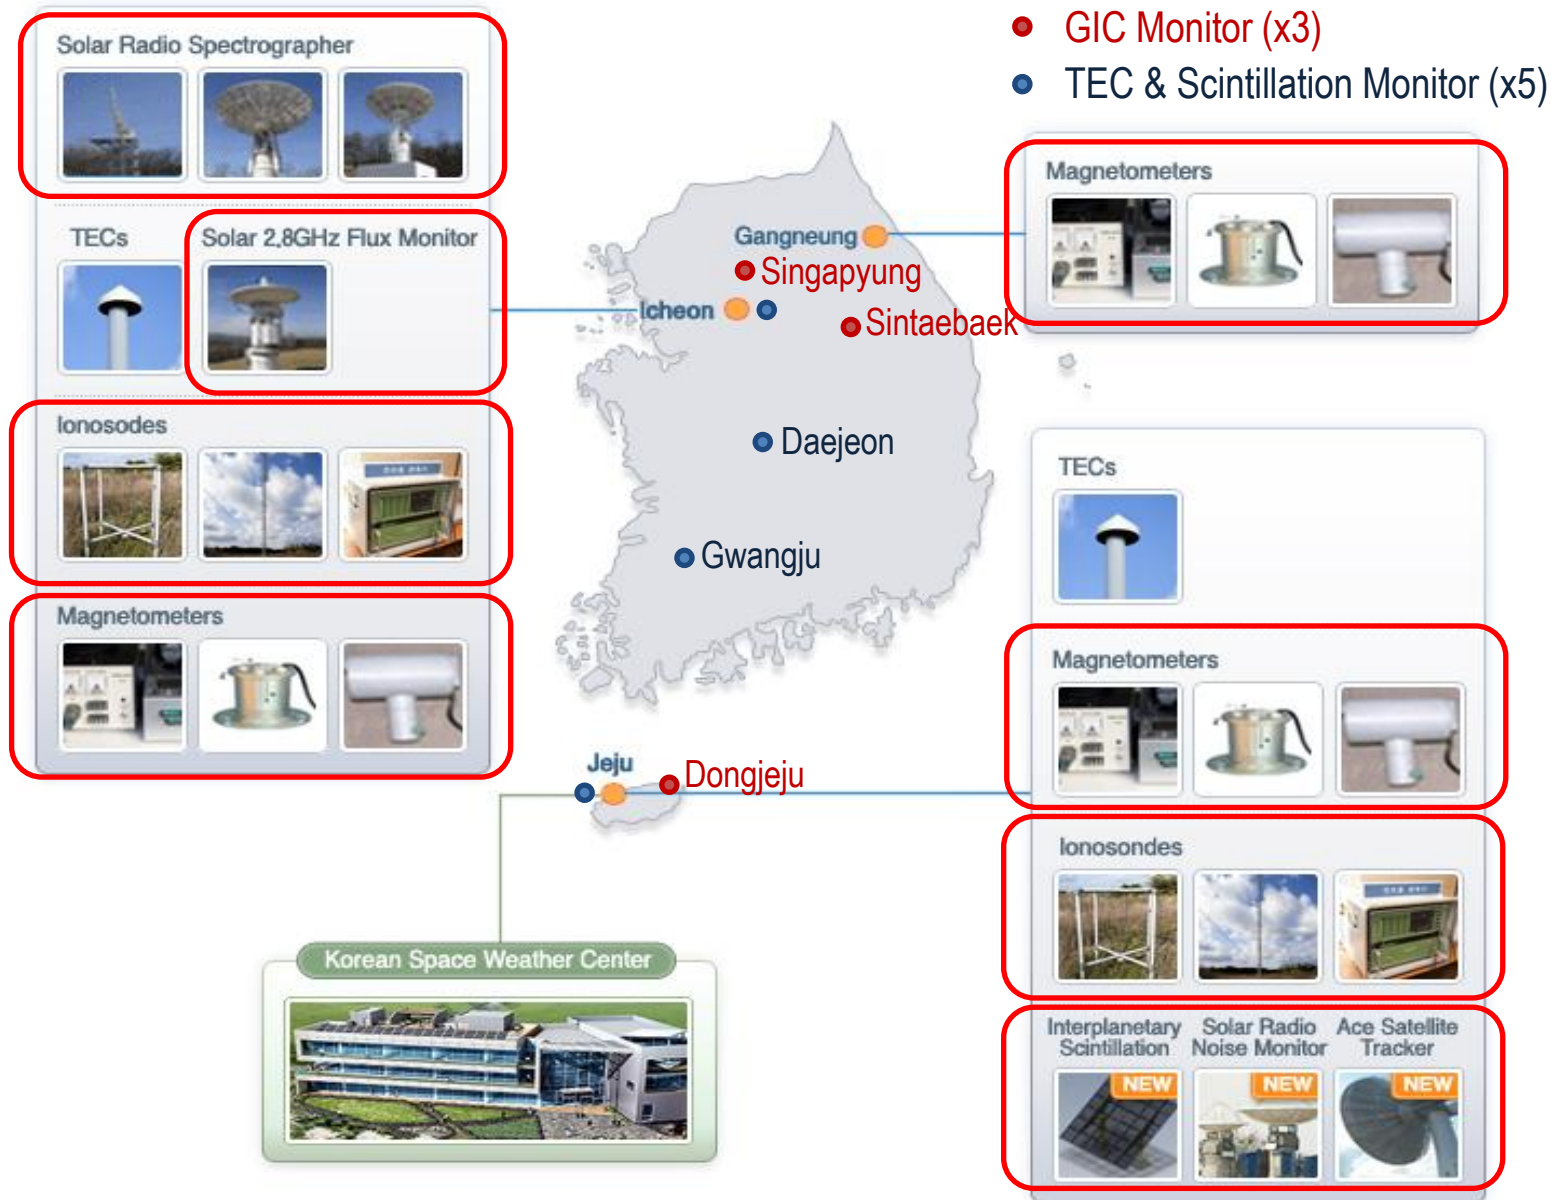 GIC Monitor (x3)
TEC & Scintillation Monitor (x5)
Solar Radio Spectrographer
TECs
Solar 2,8GHz Flux Monitor
Ionosodes
Magnetometers
Gangneung
Singapyung
Icheon
Sintaebaek
Daejeon
Gwangju
Jeju
Dongjeju
Korean Space Weather Center
Magnetometers
TECs
Magnetometers
Ionosondes
Interplanetary
Scintillation
NEW
Solar Radio
Noise Monitor
NEW
Ace Satellite
Tracker
NEW